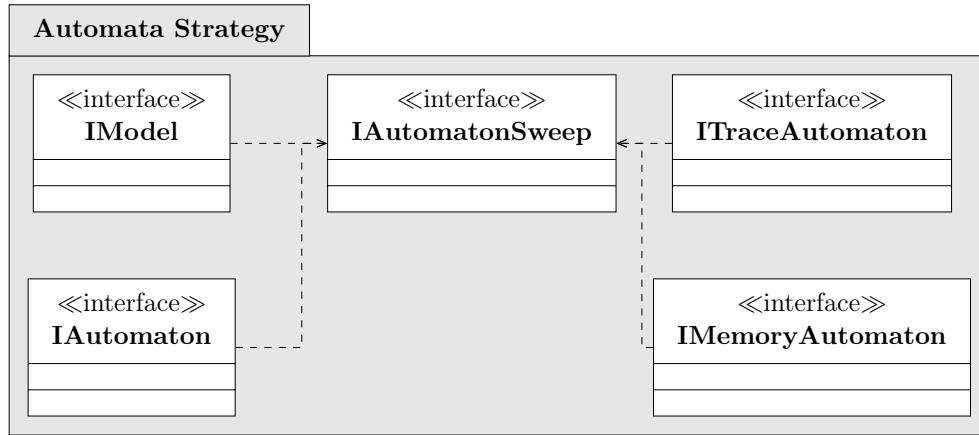 Automata Strategy
≪interface≫
IModel
≪interface≫
IAutomatonSweep
≪interface≫
ITraceAutomaton
≪interface≫
IAutomaton
≪interface≫
IMemoryAutomaton